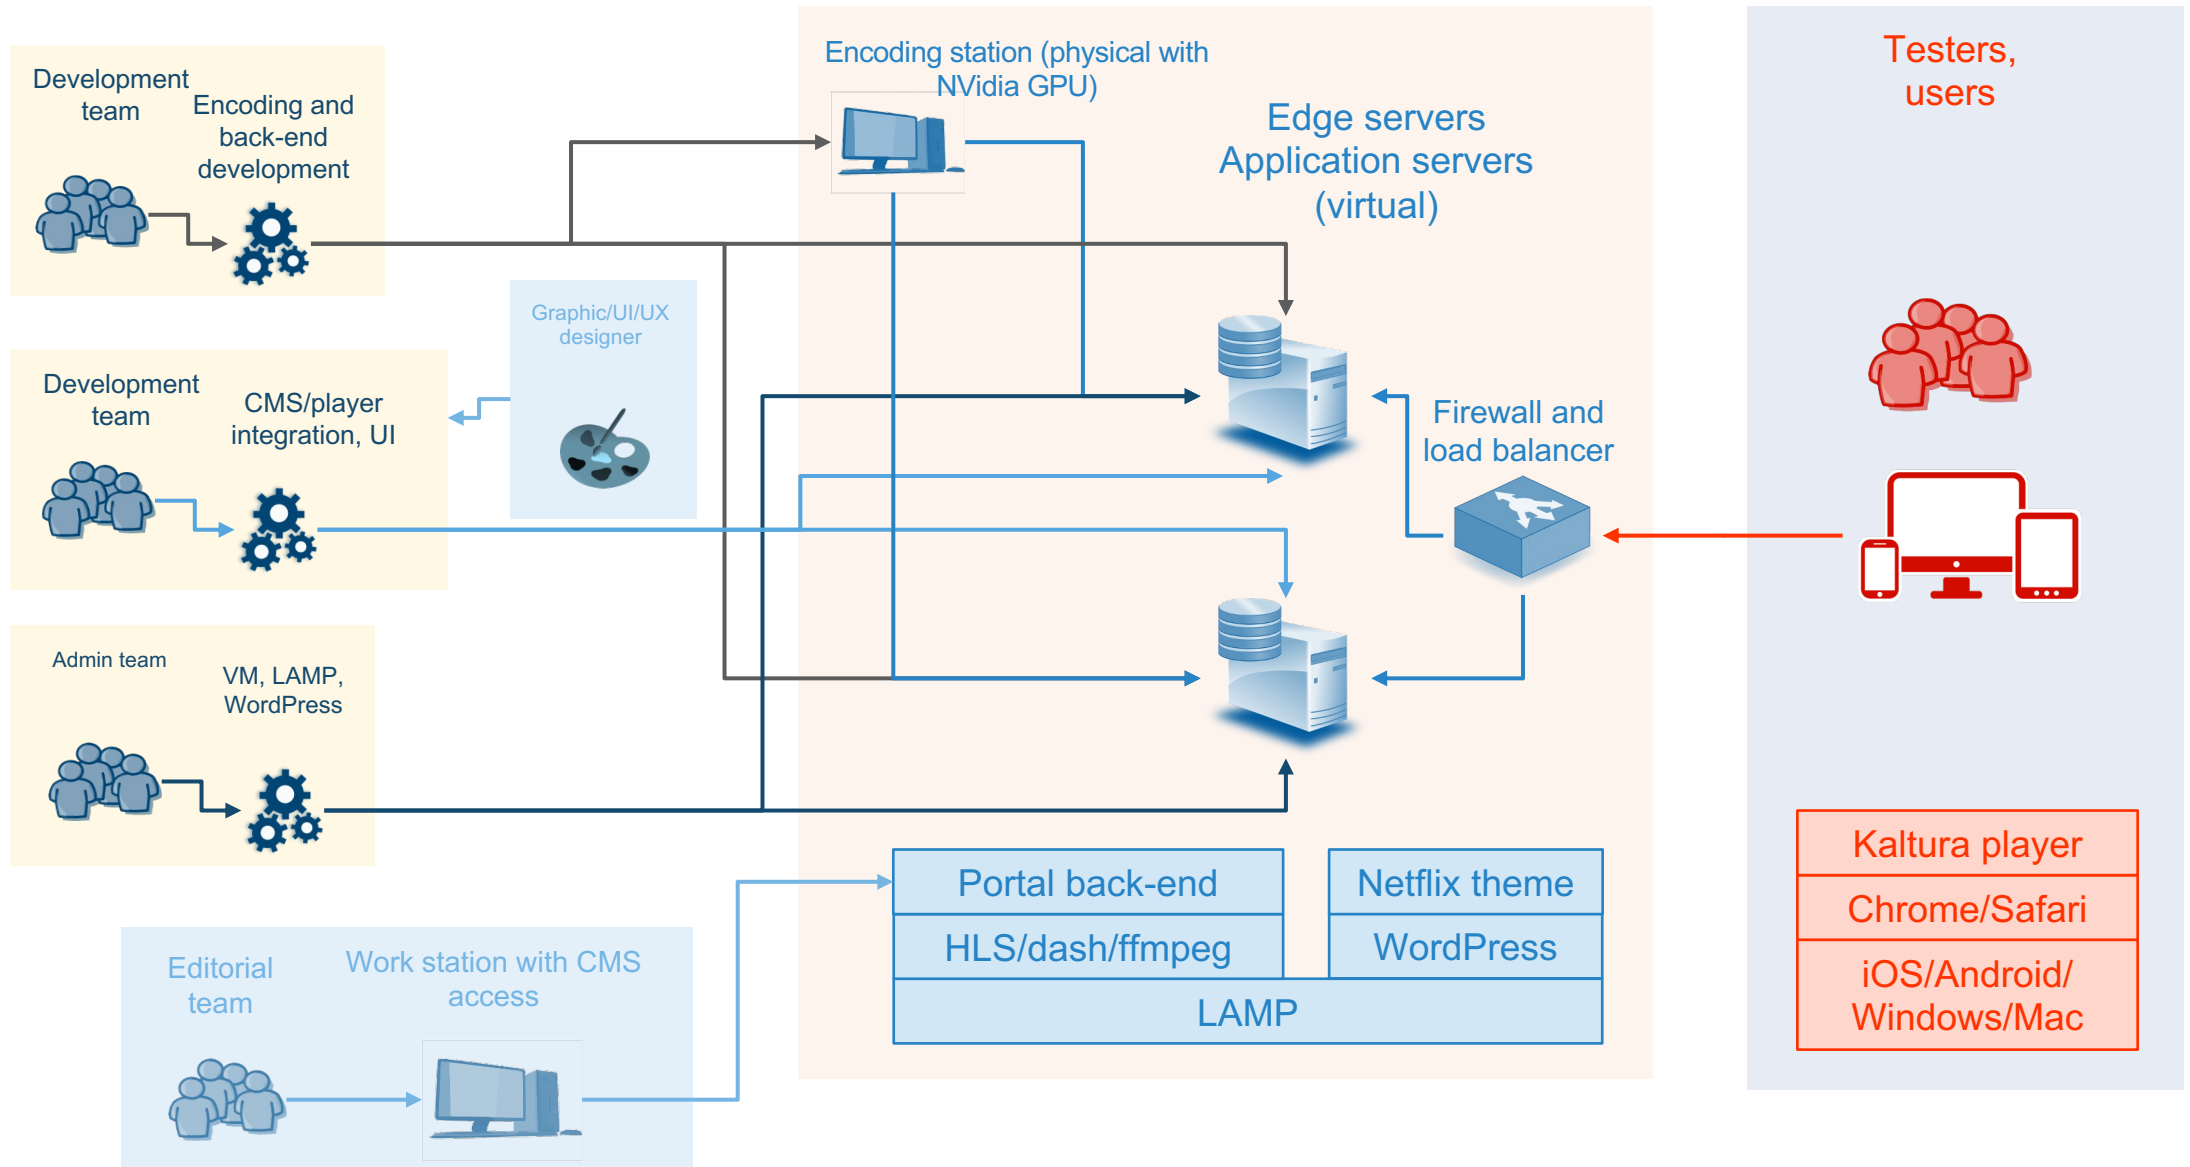 Development
team
Encoding and
back-end
development
Encoding station (physical with
NVidia GPU)
Edge servers
Application servers
(virtual)
Testers,
users
Graphic/UI/UX
designer
Development
team
CMS/player
integration, UI
Firewall and
load balancer
Admin team
VM, LAMP,
WordPress
Portal back-end
Netflix theme
HLS/dash/ffmpeg
WordPress
LAMP
Kaltura player
Chrome/Safari
iOS/Android/
Windows/Mac
Editorial
team
Work station with CMS
access